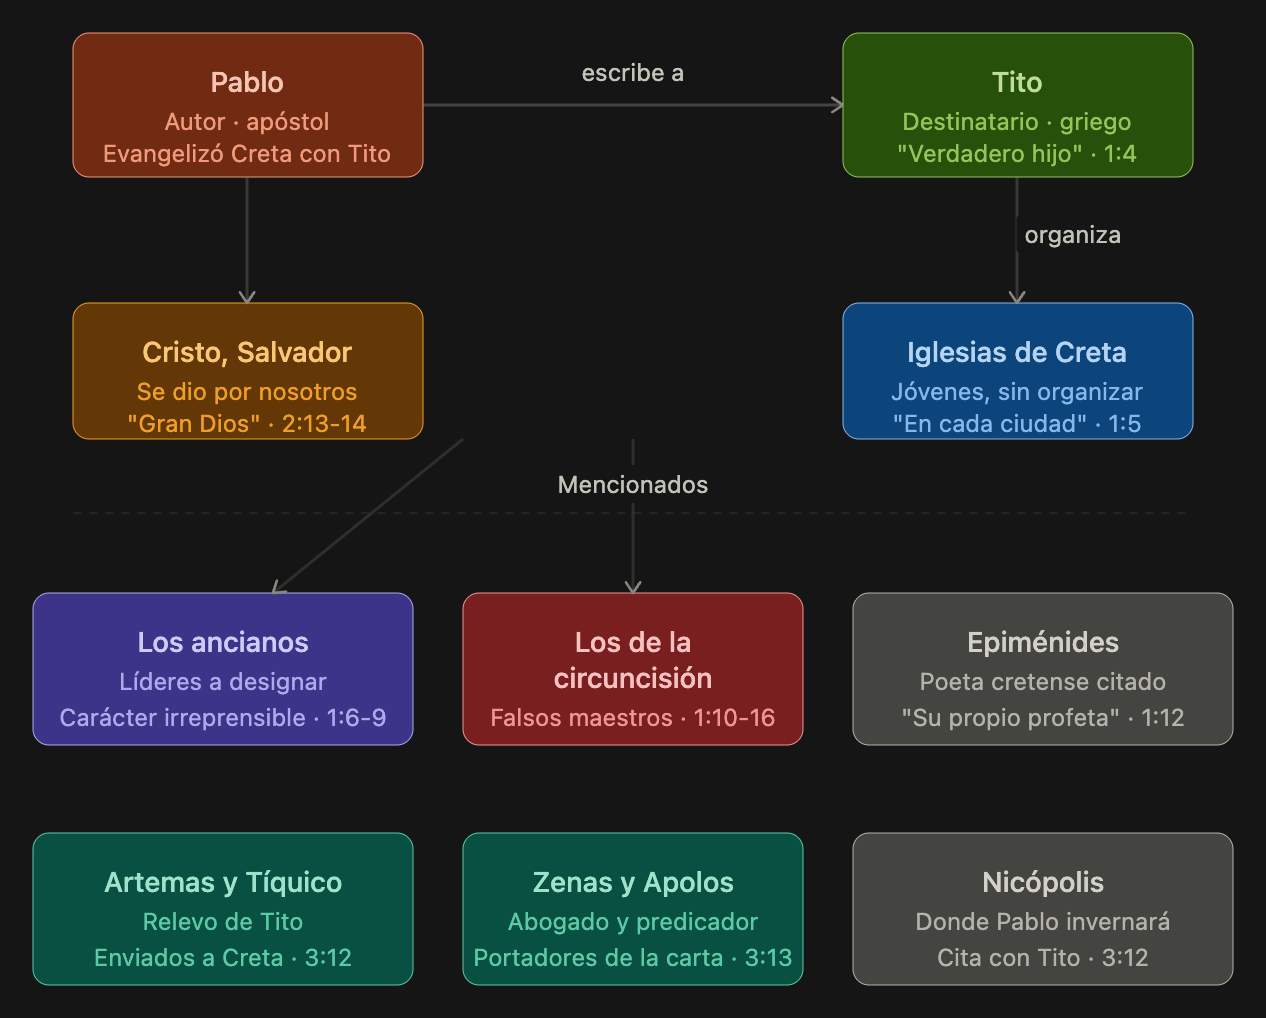 Pablo
Autor · apóstol
Evangelizó Creta con Tito
escribe a
Tito
Destinatario · griego
"Verdadero hijo" · 1:4
organiza
Cristo, Salvador
Se dio por nosotros
"Gran Dios" · 2:13-14
Iglesias de Creta
Jóvenes, sin organizar
"En cada ciudad" · 1:5
Mencionados
Los ancianos
Líderes a designar
Carácter irreprensible · 1:6-9
Los de la
circuncisión
Falsos maestros · 1:10-16
Epiménides
Poeta cretense citado
"Su propio profeta" · 1:12
Artemas y Tíquico
Relevo de Tito
Enviados a Creta · 3:12
Zenas y Apolos
Abogado y predicador
Portadores de la carta · 3:13
Nicópolis
Donde Pablo invernará
Cita con Tito · 3:12